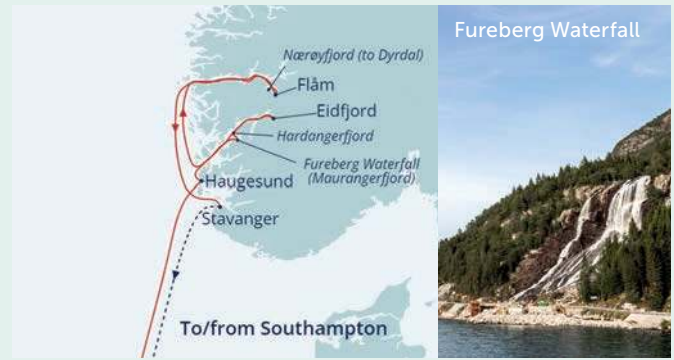 Nærøyfjord (to Dyrdal)
Flåm
Eidfjord
Hardangerfjord
Fureberg Waterfall
(Maurangerfjord)
Haugesund
Stavanger
To/from Southampton
Fureberg Waterfall